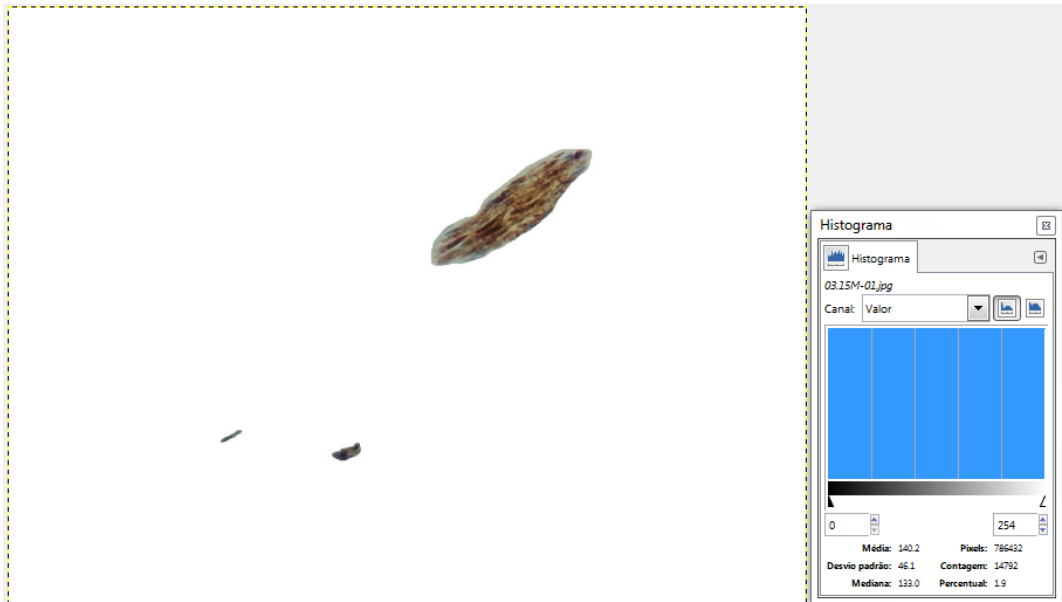 Histograma
Histograma
03.15M-01.jpg
Canal: Valor
0 254
Média: 140.2 Pixels: 786432
Desvio padrão: 46.1 Contagem: 14792
Mediana: 133.0 Percentual: 1.9